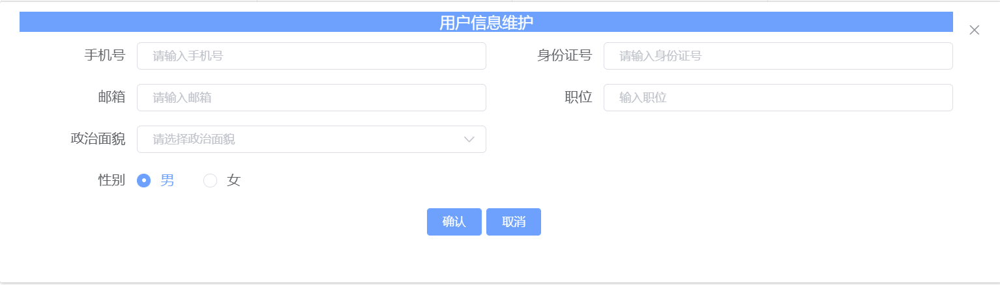 用户信息维护
手机号 请输入手机号 身份证号 请输入身份证号
邮箱 请输入邮箱 职位 输入职位
政治面貌 请选择政治面貌
性别 男 女
确认 取消